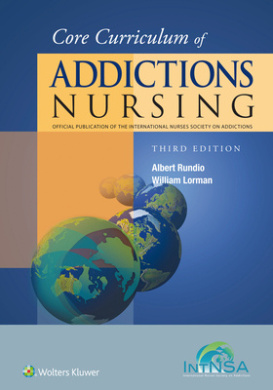 Core Curriculum of
ADDICTIONS
NURSING
OFFICIAL PUBLICATION OF THE INTERNATIONAL NURSES SOCIETY ON ADDICTIONS
THIRD EDITION
Albert Rundio
William Lorman
Wolters Kluwer
INTNSA